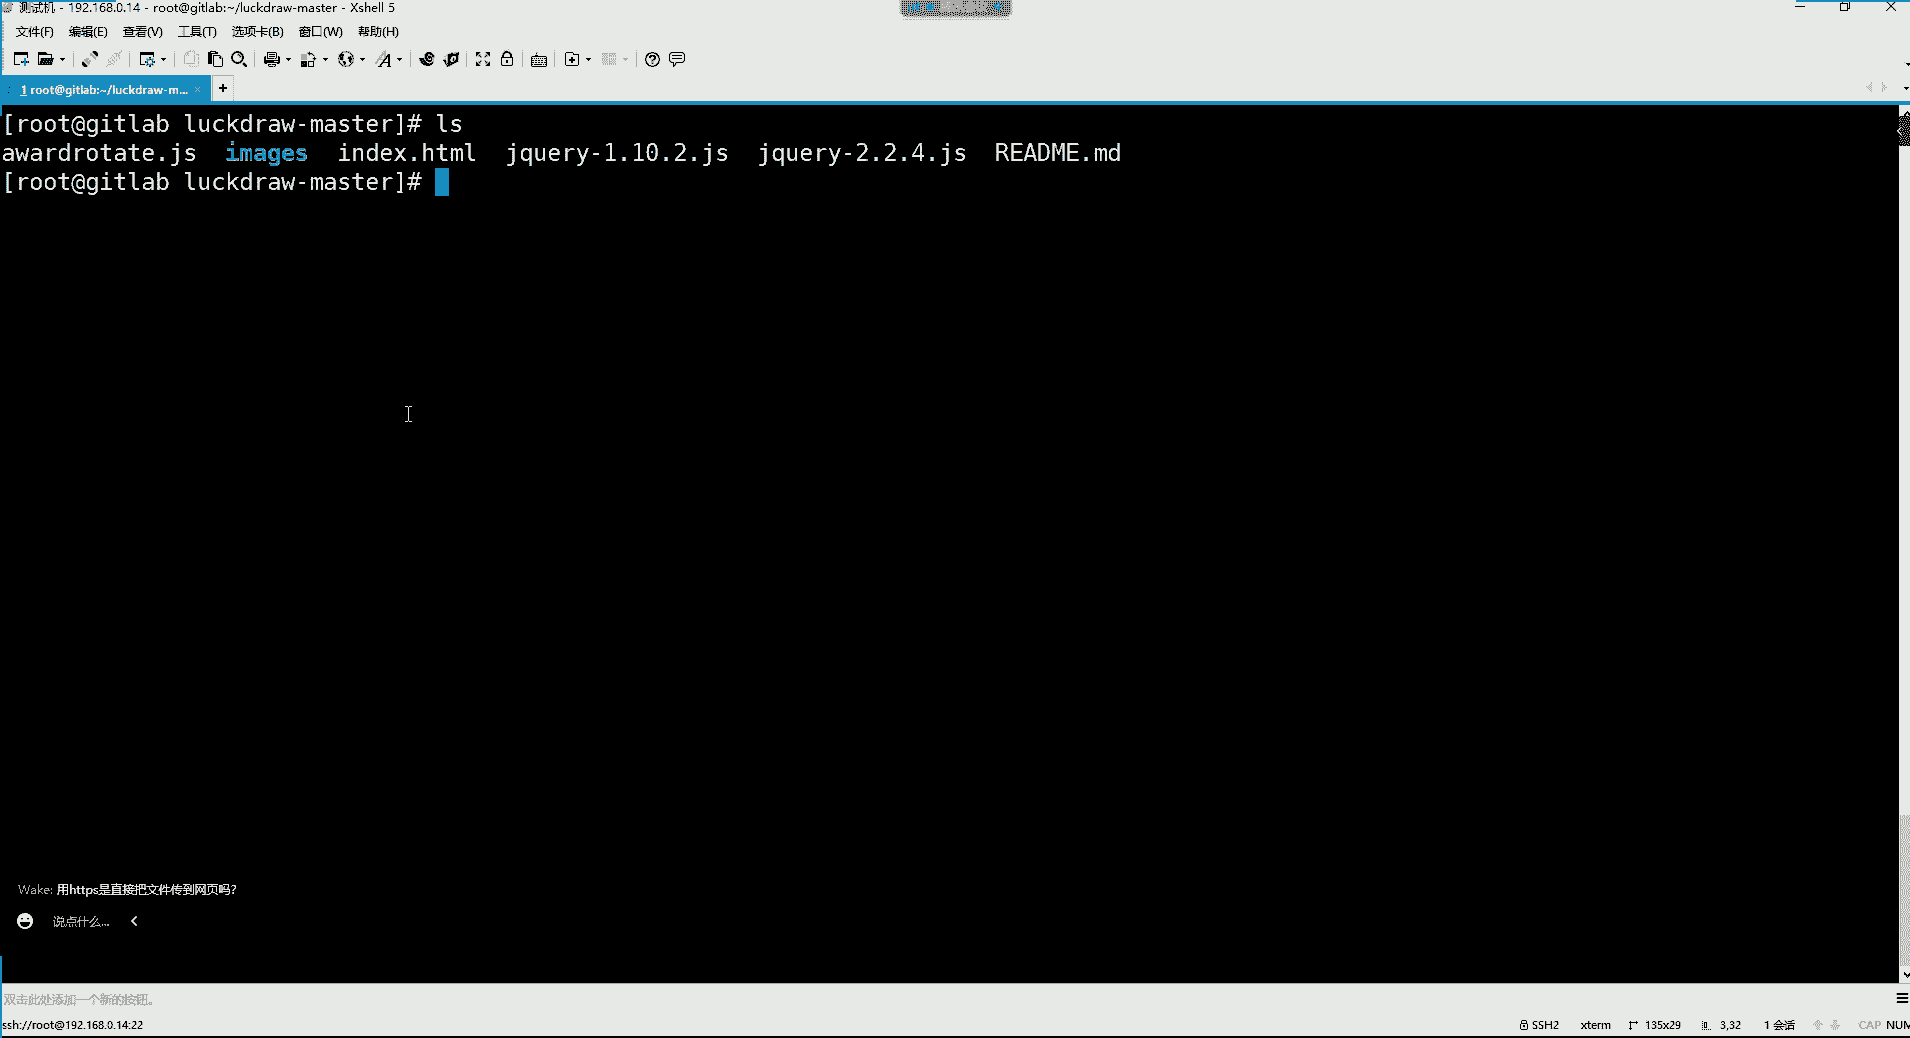 测试机 - 192.168.0.14 - root@gitlab:~/luckdraw-master - Xshell 5
文件(F) 编辑(E) 查看(V) 工具(T) 选项卡(B) 窗口(W) 帮助(H)
1 root@gitlab:~/luckdraw-m... × +
[root@gitlab luckdraw-master]# ls
awardrotate.js images index.html jquery-1.10.2.js jquery-2.2.4.js README.md
[root@gitlab luckdraw-master]#
Wake: 用https是直接把文件传到网页吗?
说点什么...
双击此处添加一个新的按钮。
ssh://root@192.168.0.14:22 SSH2 xterm 135x29 3,32 1 会话 CAP NUM